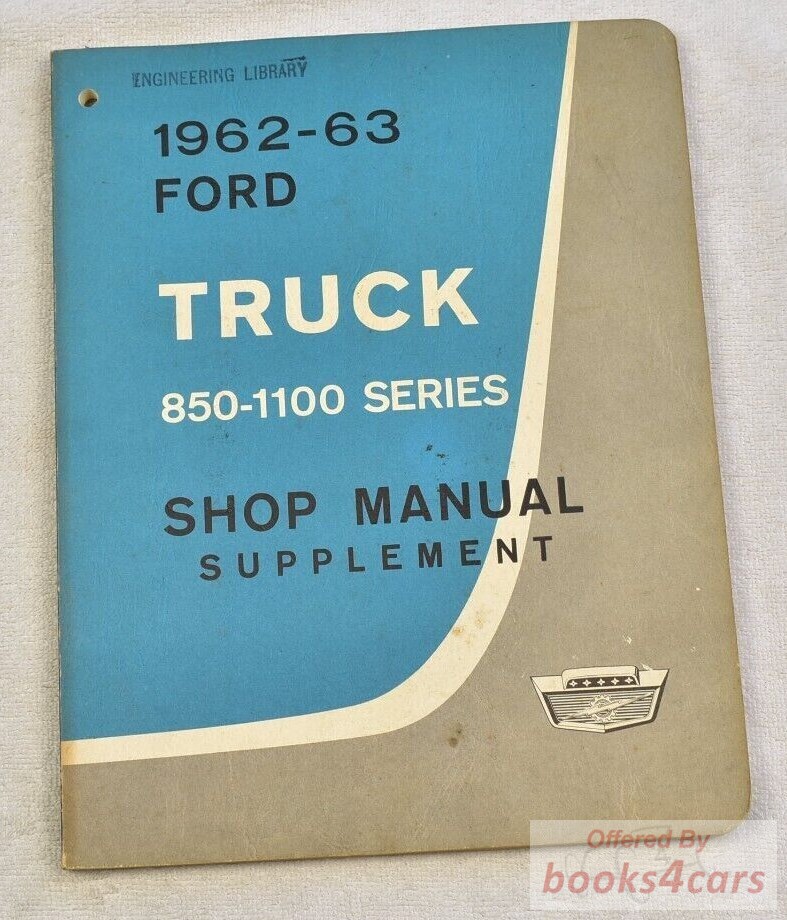 ENGINEERING LIBRARY
1962-63
FORD
TRUCK
850-1100 SERIES
SHOP MANUAL
SUPPLEMENT
Offered By
books4cars